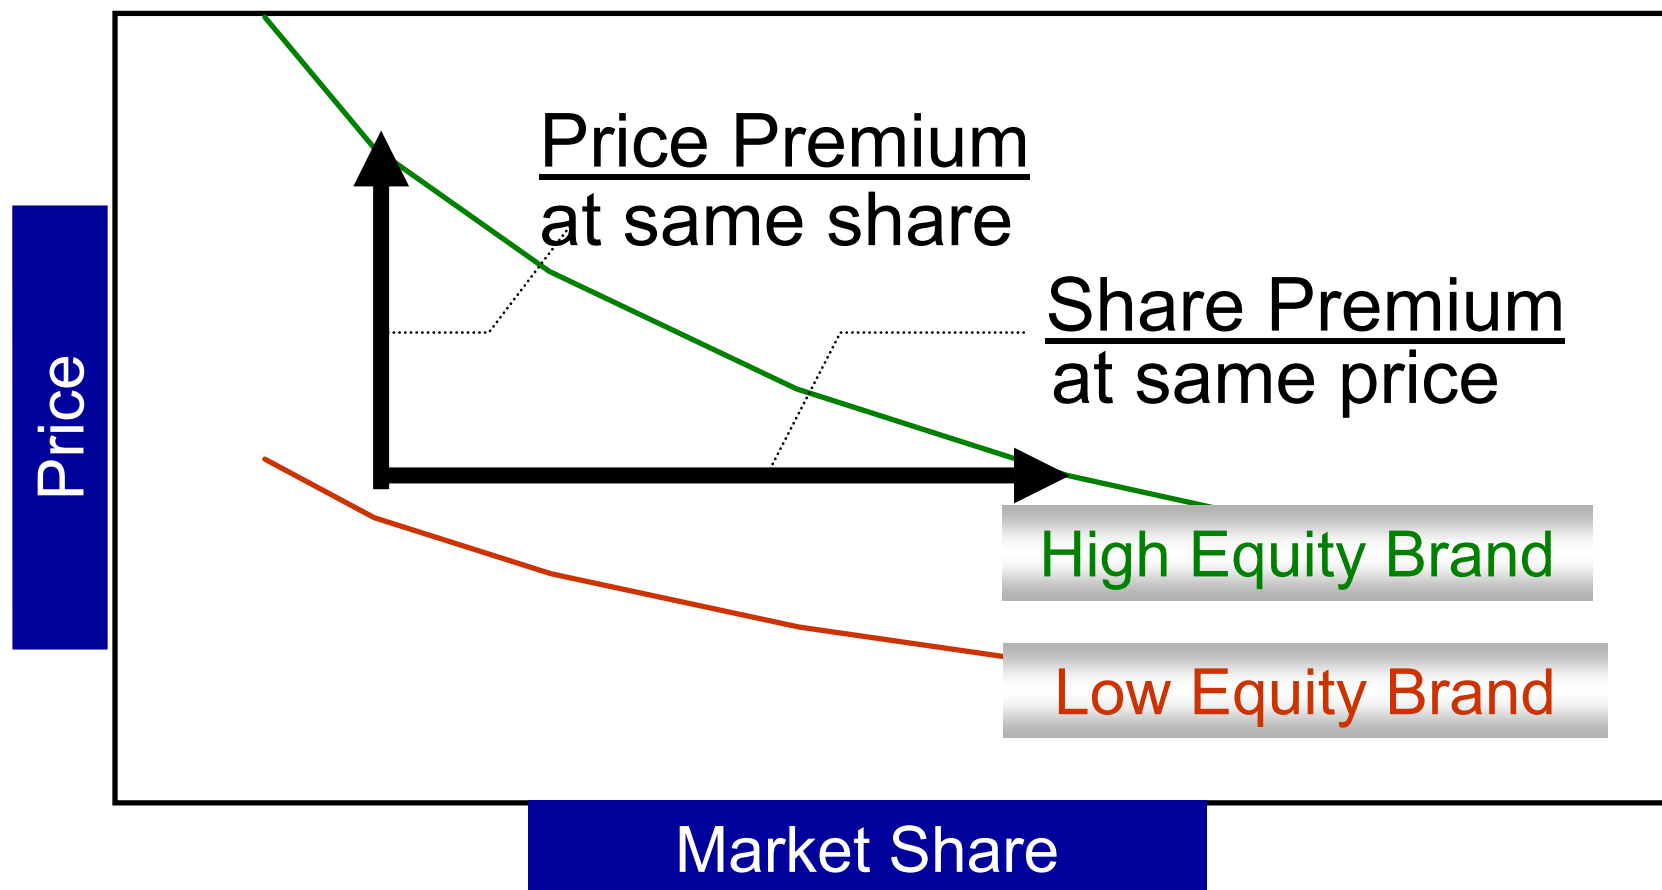 Price Premium
at same share
Share Premium
at same price
Price
High Equity Brand
Low Equity Brand
Market Share